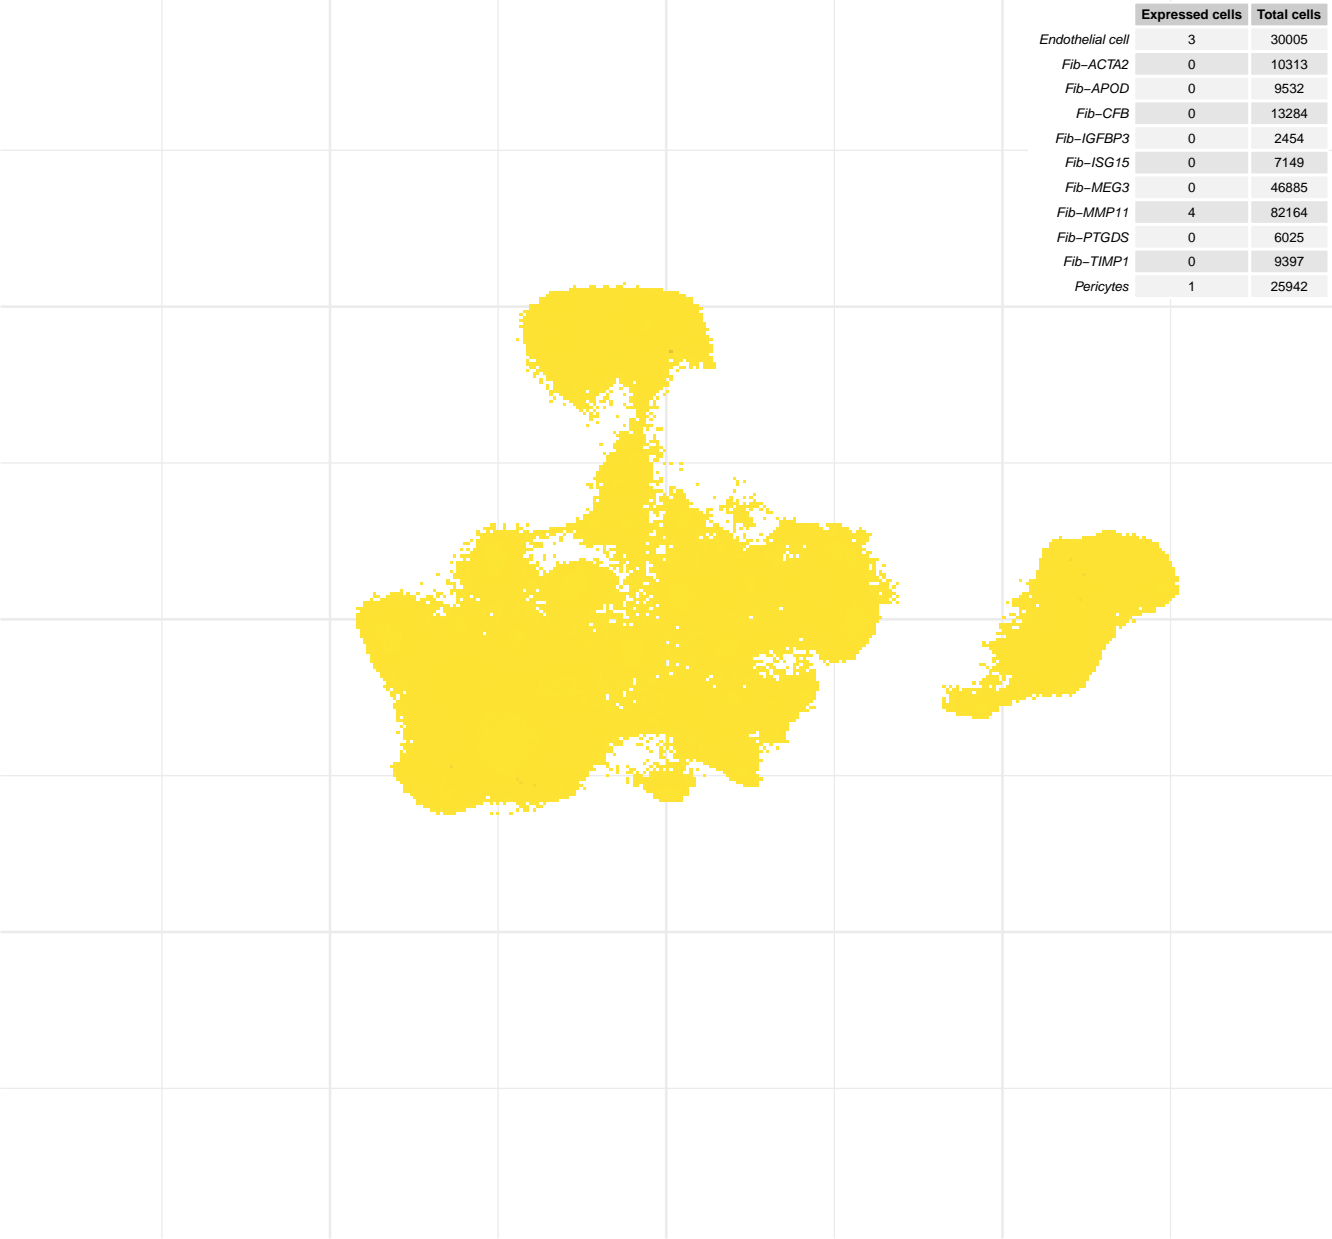 Expressed cells Total cells
Endothelial cell 3 30005
Fib−ACTA2 0 10313
Fib−APOD 0 9532
Fib−CFB 0 13284
Fib−IGFBP3 0 2454
Fib−ISG15 0 7149
Fib−MEG3 0 46885
Fib−MMP11 4 82164
Fib−PTGDS 0 6025
Fib−TIMP1 0 9397
Pericytes 1 25942